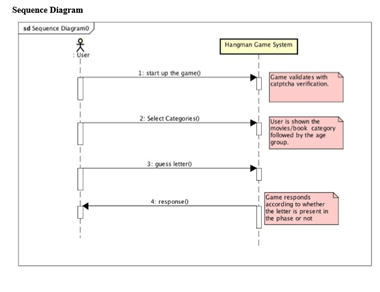 Sequence Diagram
sd Sequence Diagram0
: User
Hangman Game System
1: start up the game()
Game validates with
catptcha verification.
2: Select Categories()
User is shown the
movies/book category
followed by the age
group.
3: guess letter()
4: response()
Game responds
according to whether
the letter is present in
the phase or not